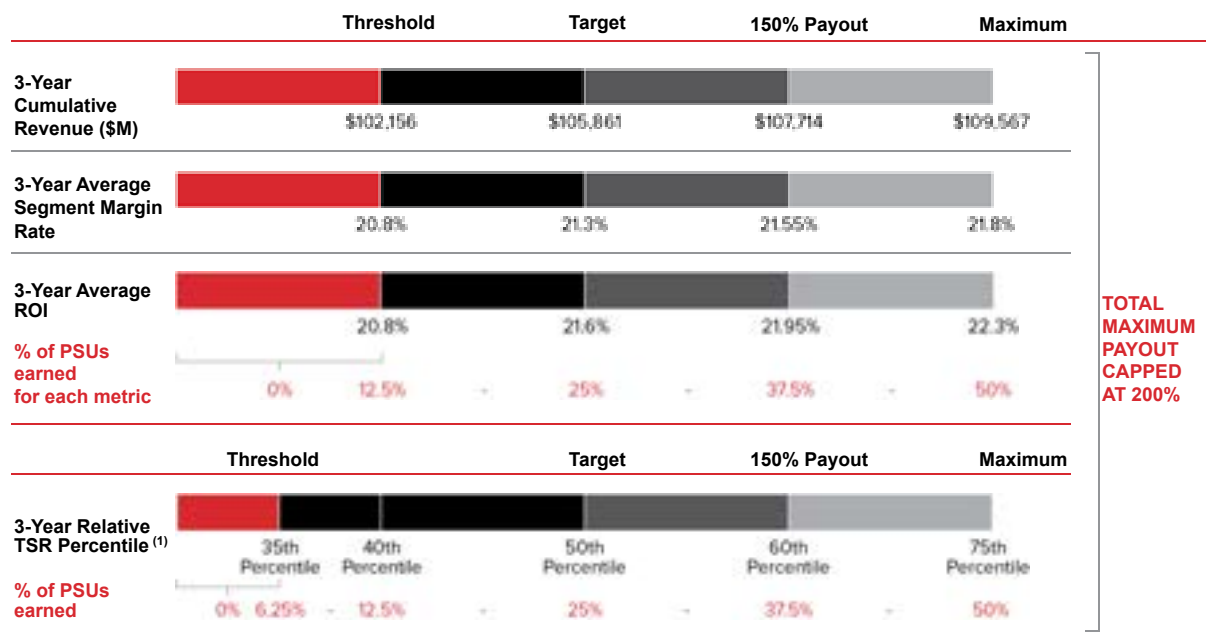 Threshold Target 150% Payout Maximum
3-Year
Cumulative
Revenue ($M)
$102,156 $105,861 $107,714 $109,567
3-Year Average
Segment Margin
Rate
20.8% 21.3% 21.55% 21.8%
3-Year Average
ROI
20.8% 21.6% 21.95% 22.3%
% of PSUs
earned
for each metric
0% 12.5% - 25% - 37.5% - 50%
TOTAL
MAXIMUM
PAYOUT
CAPPED
AT 200%
Threshold Target 150% Payout Maximum
3-Year Relative
TSR Percentile (1)
35th 40th 50th 60th 75th
Percentile Percentile Percentile Percentile Percentile
% of PSUs
earned
0% 6.25% - 12.5% - 25% - 37.5% - 50%